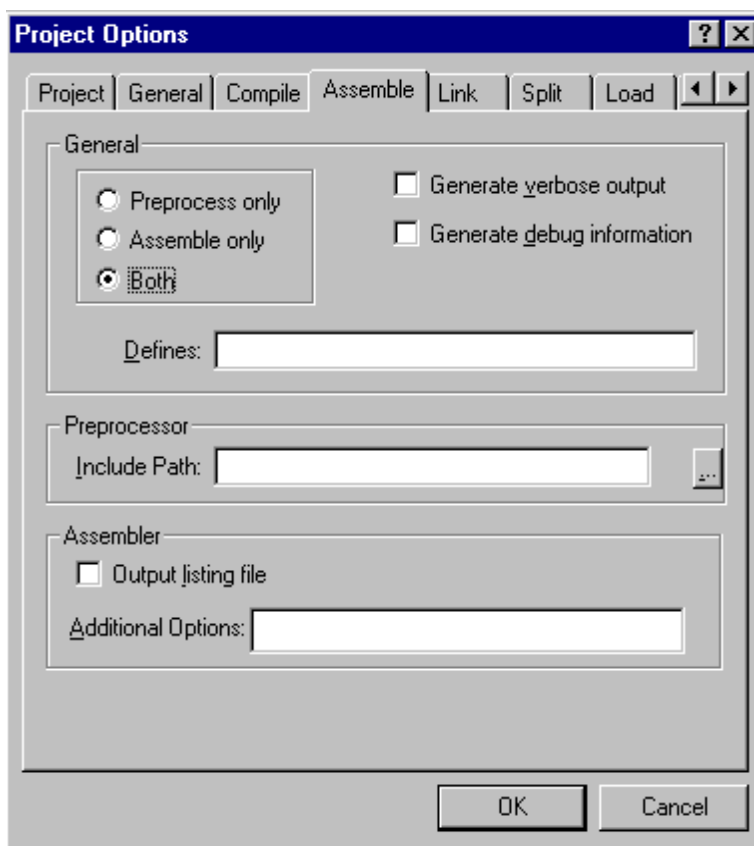 Project Options
Project General Compile Assemble Link Split Load
General
Preprocess only
Assemble only
Both
Generate verbose output
Generate debug information
Defines:
Preprocessor
Include Path:
...
Assembler
Output listing file
Additional Options:
OK Cancel